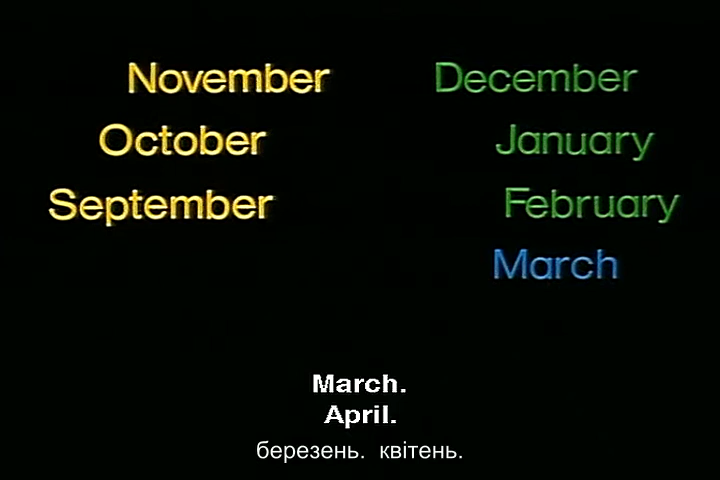 November December
October January
September February
March
March.
April.
березень. квітень.